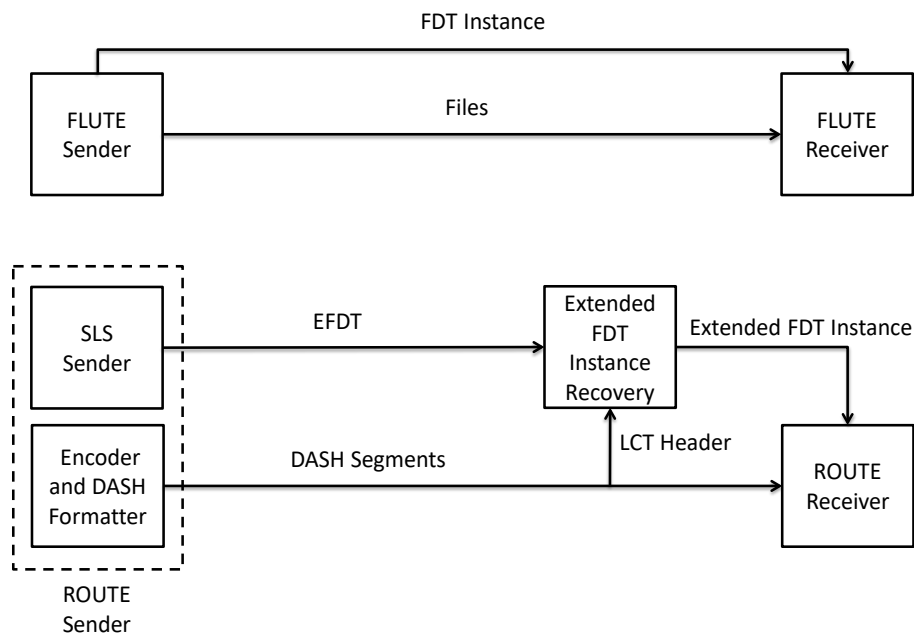 FDT Instance
FLUTE
Sender
Files
FLUTE
Receiver
SLS
Sender
EFDT
Extended
FDT
Instance
Recovery
Extended FDT Instance
LCT Header
Encoder
and DASH
Formatter
DASH Segments
ROUTE
Receiver
ROUTE
Sender